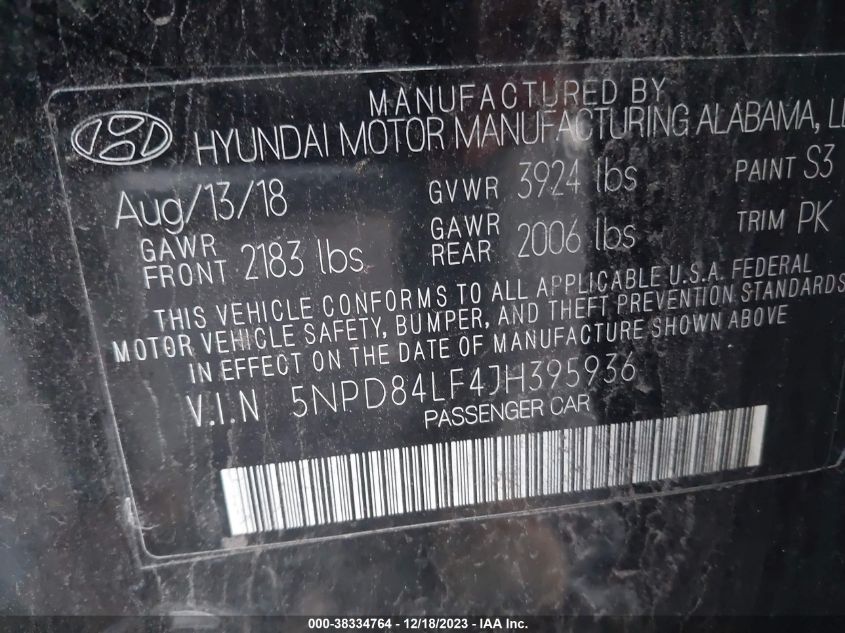 MANUFACTURED BY
HYUNDAI MOTOR MANUFACTURING ALABAMA, LL
Aug/13/18 GVWR 3924 lbs PAINT S3
GAWR FRONT 2183 lbs GAWR REAR 2006 lbs TRIM PK
THIS VEHICLE CONFORMS TO ALL APPLICABLE U.S.A. FEDERAL
MOTOR VEHICLE SAFETY, BUMPER, AND THEFT PREVENTION STANDARDS
IN EFFECT ON THE DATE OF MANUFACTURE SHOWN ABOVE
V.I.N 5NPD84LF4JH395936
PASSENGER CAR
000-38334764 - 12/18/2023 - IAA Inc.